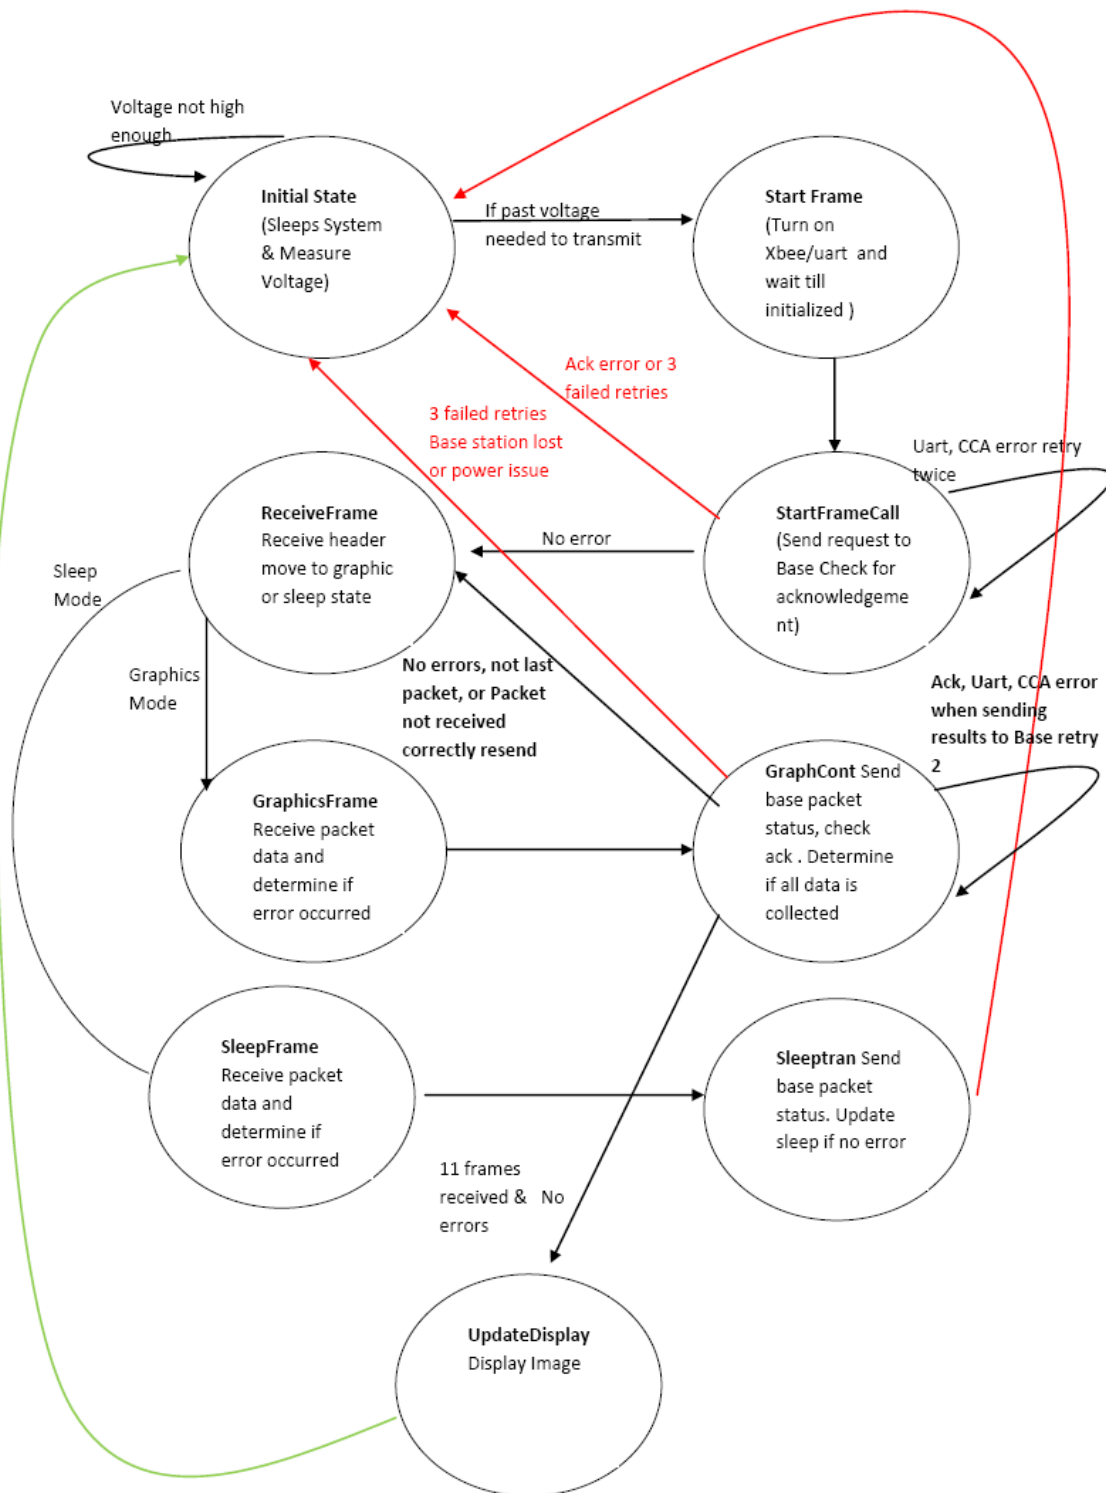 Voltage not high
enough
Initial State
(Sleeps System
& Measure
Voltage)
If past voltage
needed to transmit
Start Frame
(Turn on
Xbee/uart and
wait till
initialized )
Ack error or 3
failed retries
3 failed retries
Base station lost
or power issue
Uart, CCA error retry
twice
ReceiveFrame
Receive header
move to graphic
or sleep state
No error
StartFrameCall
(Send request to
Base Check for
acknowledgeme
nt)
Sleep
Mode
Graphics
Mode
No errors, not last
packet, or Packet
not received
correctly resend
Ack, Uart, CCA error
when sending
results to Base retry
2
GraphicsFrame
Receive packet
data and
determine if
error occurred
GraphCont Send
base packet
status, check
ack . Determine
if all data is
collected
SleepFrame
Receive packet
data and
determine if
error occurred
Sleeptran Send
base packet
status. Update
sleep if no error
11 frames
received & No
errors
UpdateDisplay
Display Image